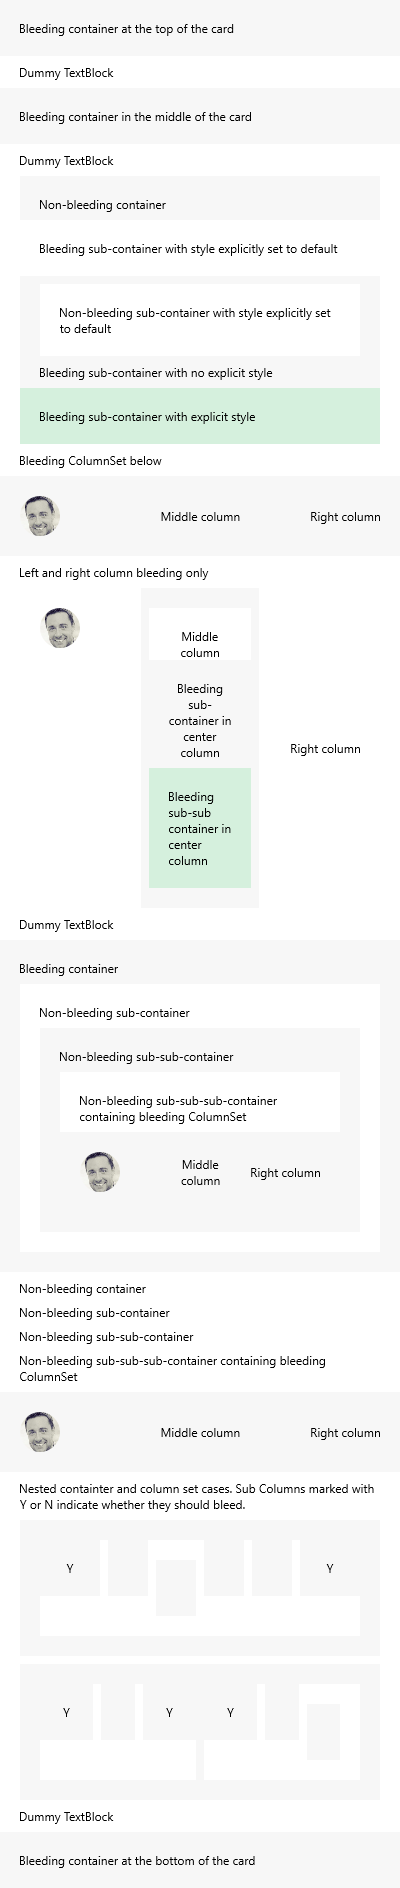 Bleeding container at the top of the card
Dummy TextBlock
Bleeding container in the middle of the card
Dummy TextBlock
Non-bleeding container
Bleeding sub-container with style explicitly set to default
Non-bleeding sub-container with style explicitly set
to default
Bleeding sub-container with no explicit style
Bleeding sub-container with explicit style
Bleeding ColumnSet below
Middle column Right column
Left and right column bleeding only
Middle
column
Bleeding
sub-
container in
center
column
Right column
Bleeding
sub-sub
container in
center
column
Dummy TextBlock
Bleeding container
Non-bleeding sub-container
Non-bleeding sub-sub-container
Non-bleeding sub-sub-sub-container
containing bleeding ColumnSet
Middle
column
Right column
Non-bleeding container
Non-bleeding sub-container
Non-bleeding sub-sub-container
Non-bleeding sub-sub-sub-container containing bleeding
ColumnSet
Middle column Right column
Nested containter and column set cases. Sub Columns marked with
Y or N indicate whether they should bleed.
Y Y
Y Y Y
Dummy TextBlock
Bleeding container at the bottom of the card